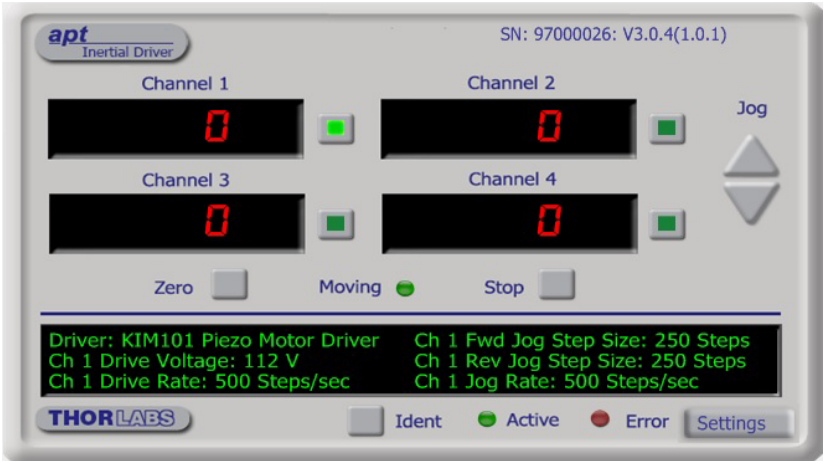 apt
Inertial Driver
SN: 97000026: V3.0.4(1.0.1)
Channel 1
Channel 2
0
0
Jog
Channel 3
Channel 4
0
0
Zero
Moving
Stop
Driver: KIM101 Piezo Motor Driver
Ch 1 Fwd Jog Step Size: 250 Steps
Ch 1 Drive Voltage: 112 V
Ch 1 Rev Jog Step Size: 250 Steps
Ch 1 Drive Rate: 500 Steps/sec
Ch 1 Jog Rate: 500 Steps/sec
THORLABS
Ident
Active
Error
Settings